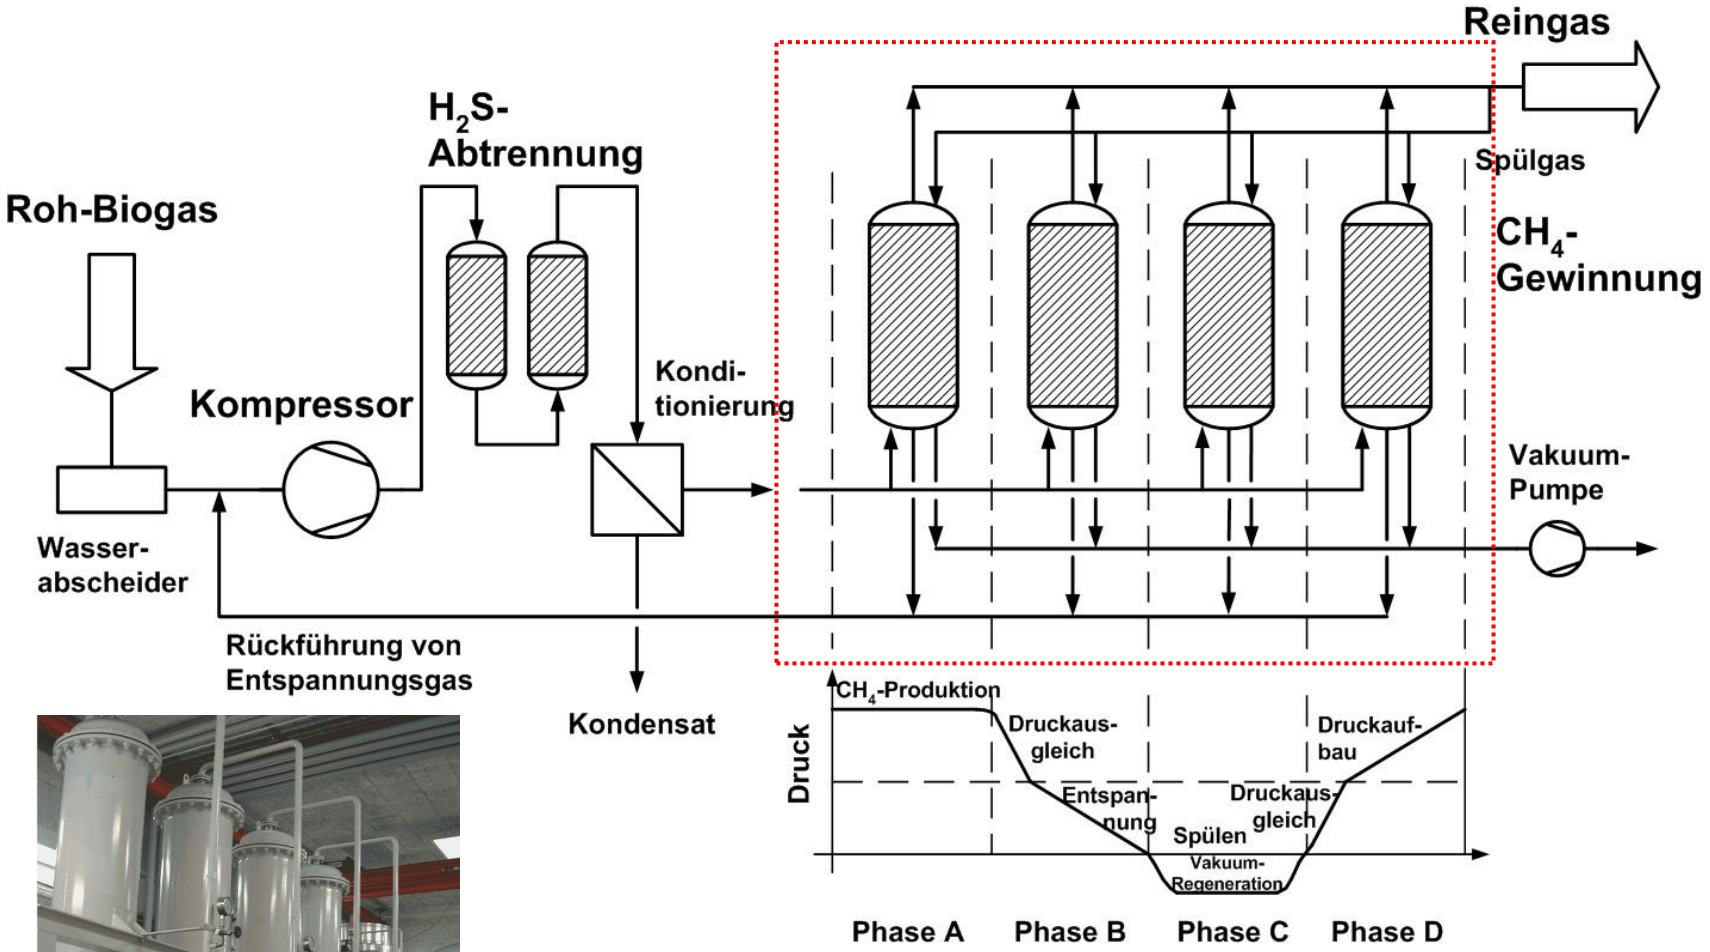 Reingas
H₂S-
Abtrennung
Spülgas
Roh-Biogas
CH₄-
Gewinnung
Kondi-
tionierung
Kompressor
Vakuum-
Pumpe
Wasser-
abscheider
Rückführung von
Entspannungsgas
Kondensat
CH₄-Produktion
Druckaus-
gleich
Druckauf-
bau
Druck
Entspan-
nung
Druckaus-
gleich
Spülen
Vakuum-
Regeneration
Phase A
Phase B
Phase C
Phase D